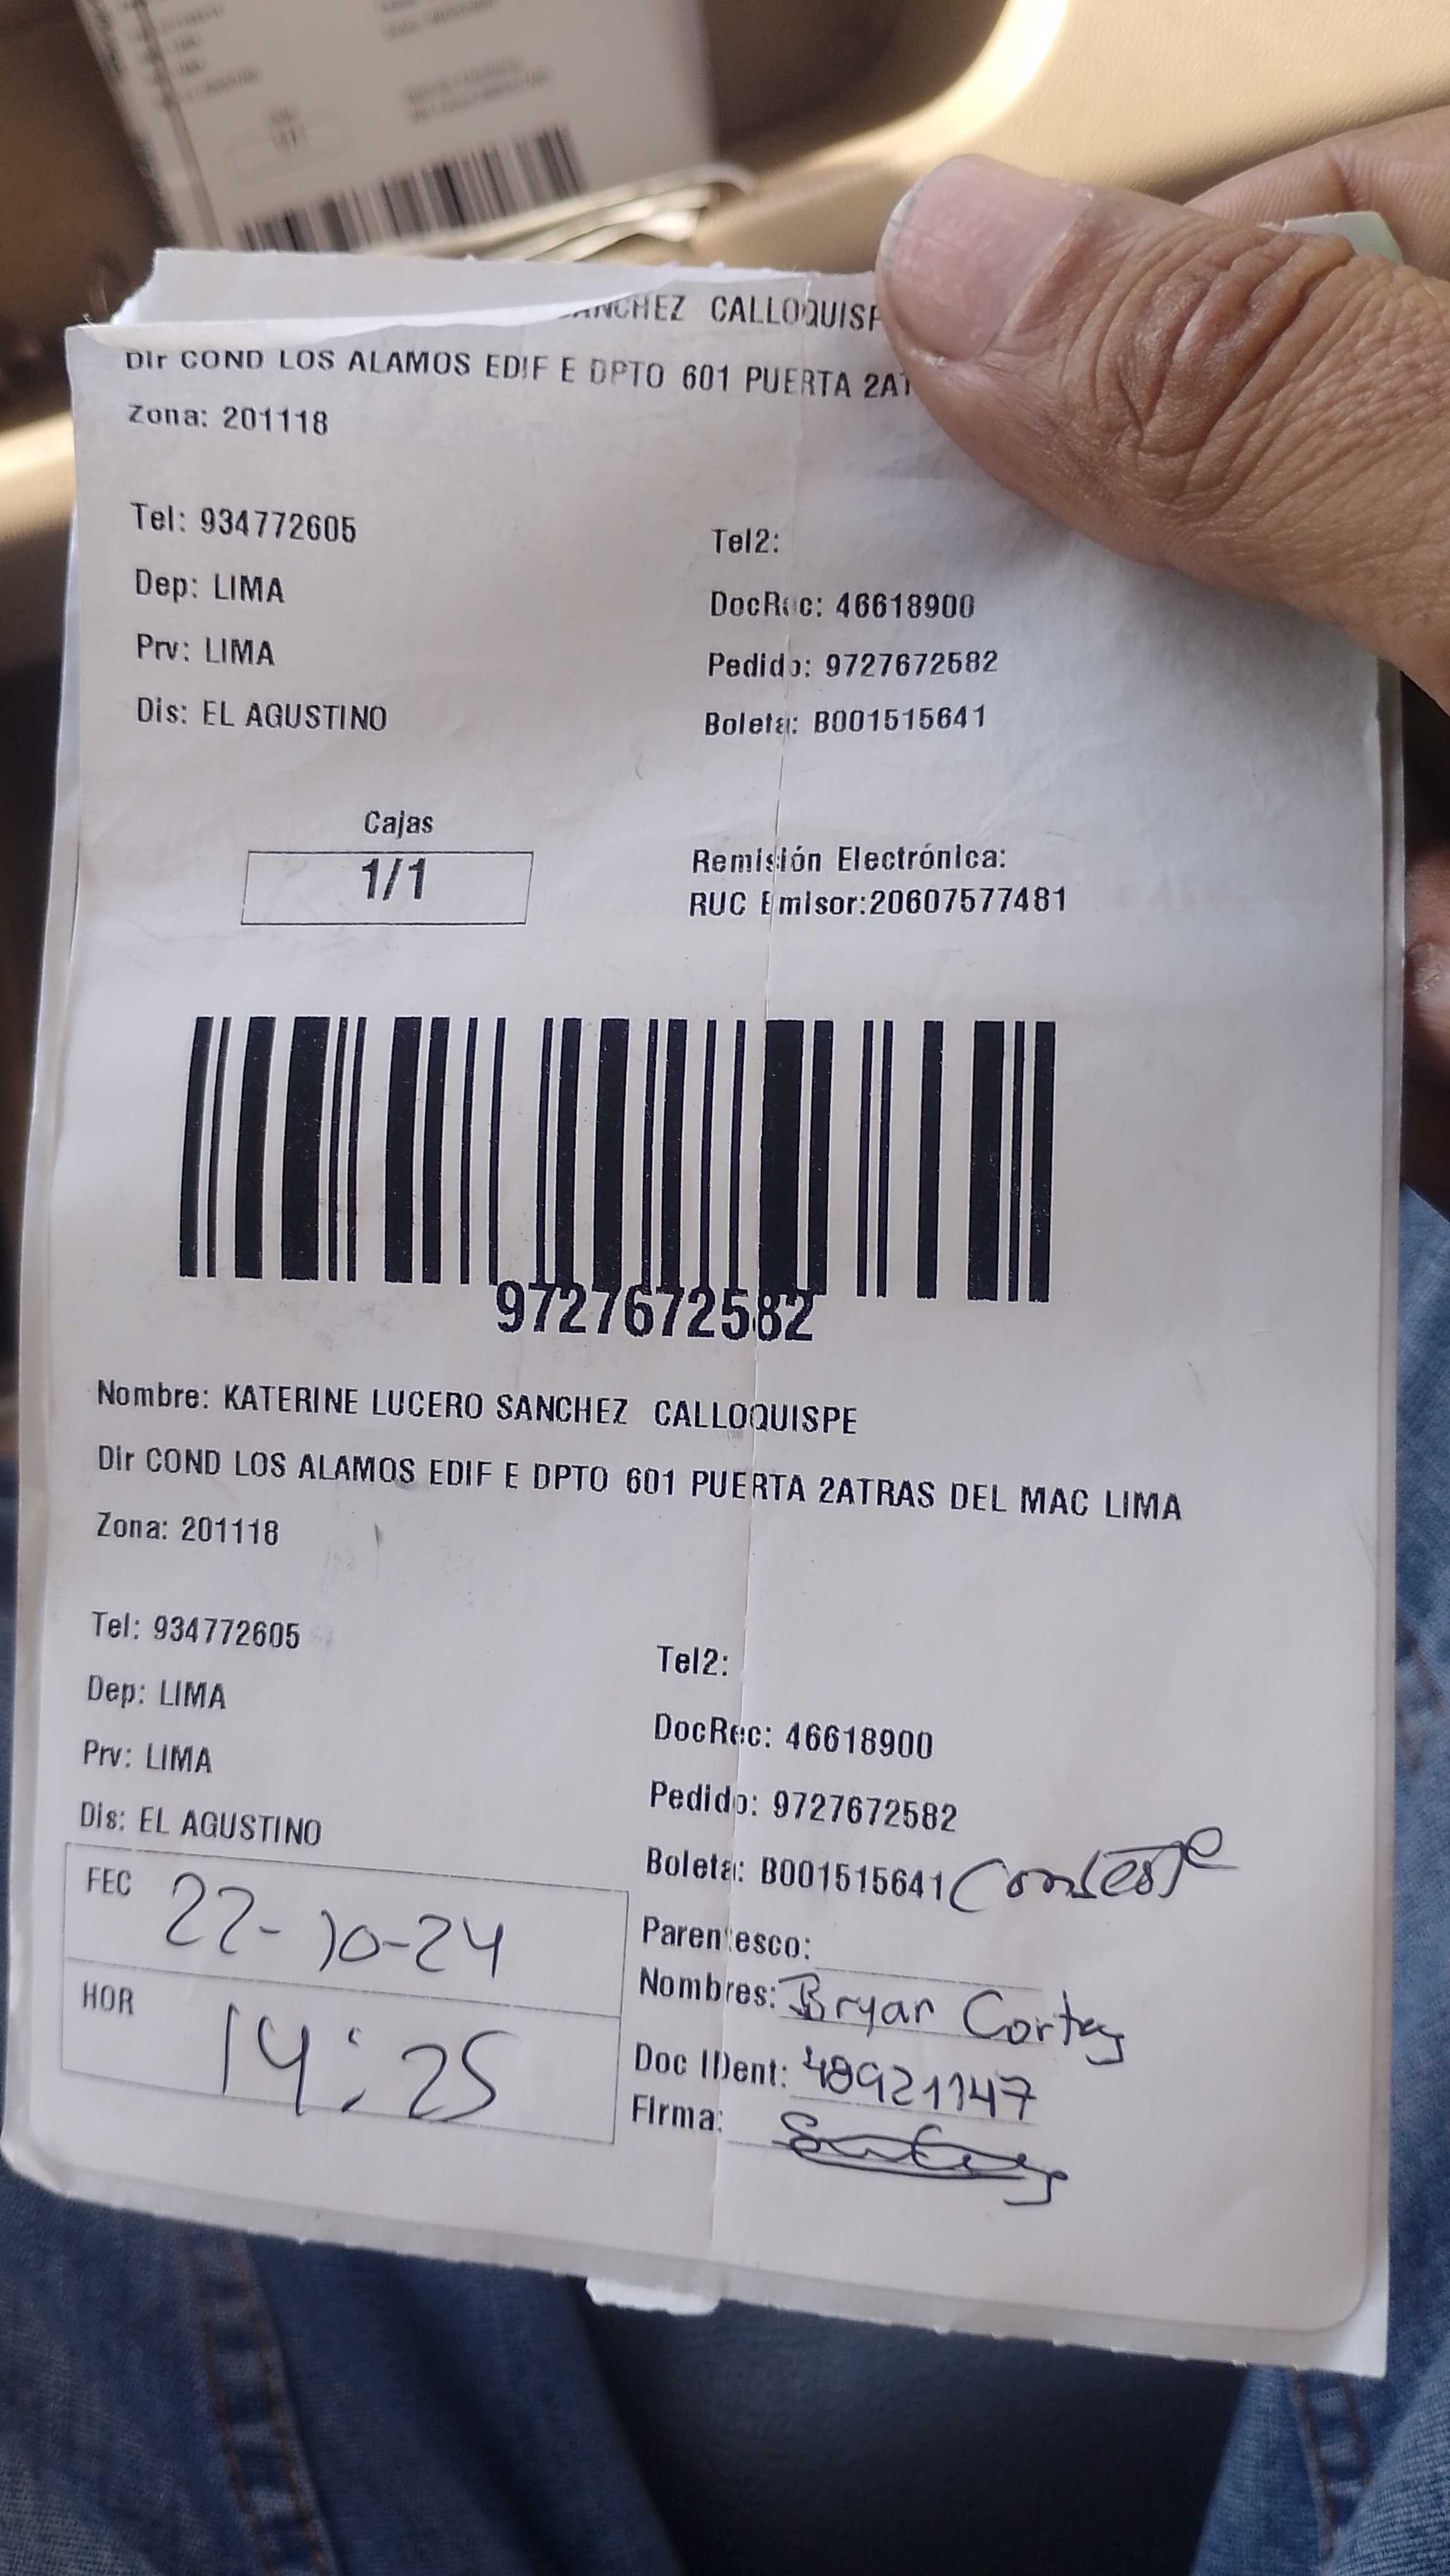 SANCHEZ CALLOQUISP
Dir COND LOS ALAMOS EDIF E DPTO 601 PUERTA 2AT
Zona: 201118
Tel: 934772605
Tel2:
Dep: LIMA
DocRec: 46618900
Prv: LIMA
Pedido: 9727672582
Dis: EL AGUSTINO
Boleta: B001515641
Cajas
1/1
Remisión Electrónica:
RUC Emisor:20607577481
9727672582
Nombre: KATERINE LUCERO SANCHEZ CALLOQUISPE
Dir COND LOS ALAMOS EDIF E DPTO 601 PUERTA 2ATRAS DEL MAC LIMA
Zona: 201118
Tel: 934772605
Tel2:
Dep: LIMA
DocRec: 46618900
Prv: LIMA
Pedido: 9727672582
Dis: EL AGUSTINO
Boleta: B001515641
FEC 22-10-24
Parentesco:
Nombres: Bryan Cortez
HOR 14:25
Doc IDent: 48921147
Firma: